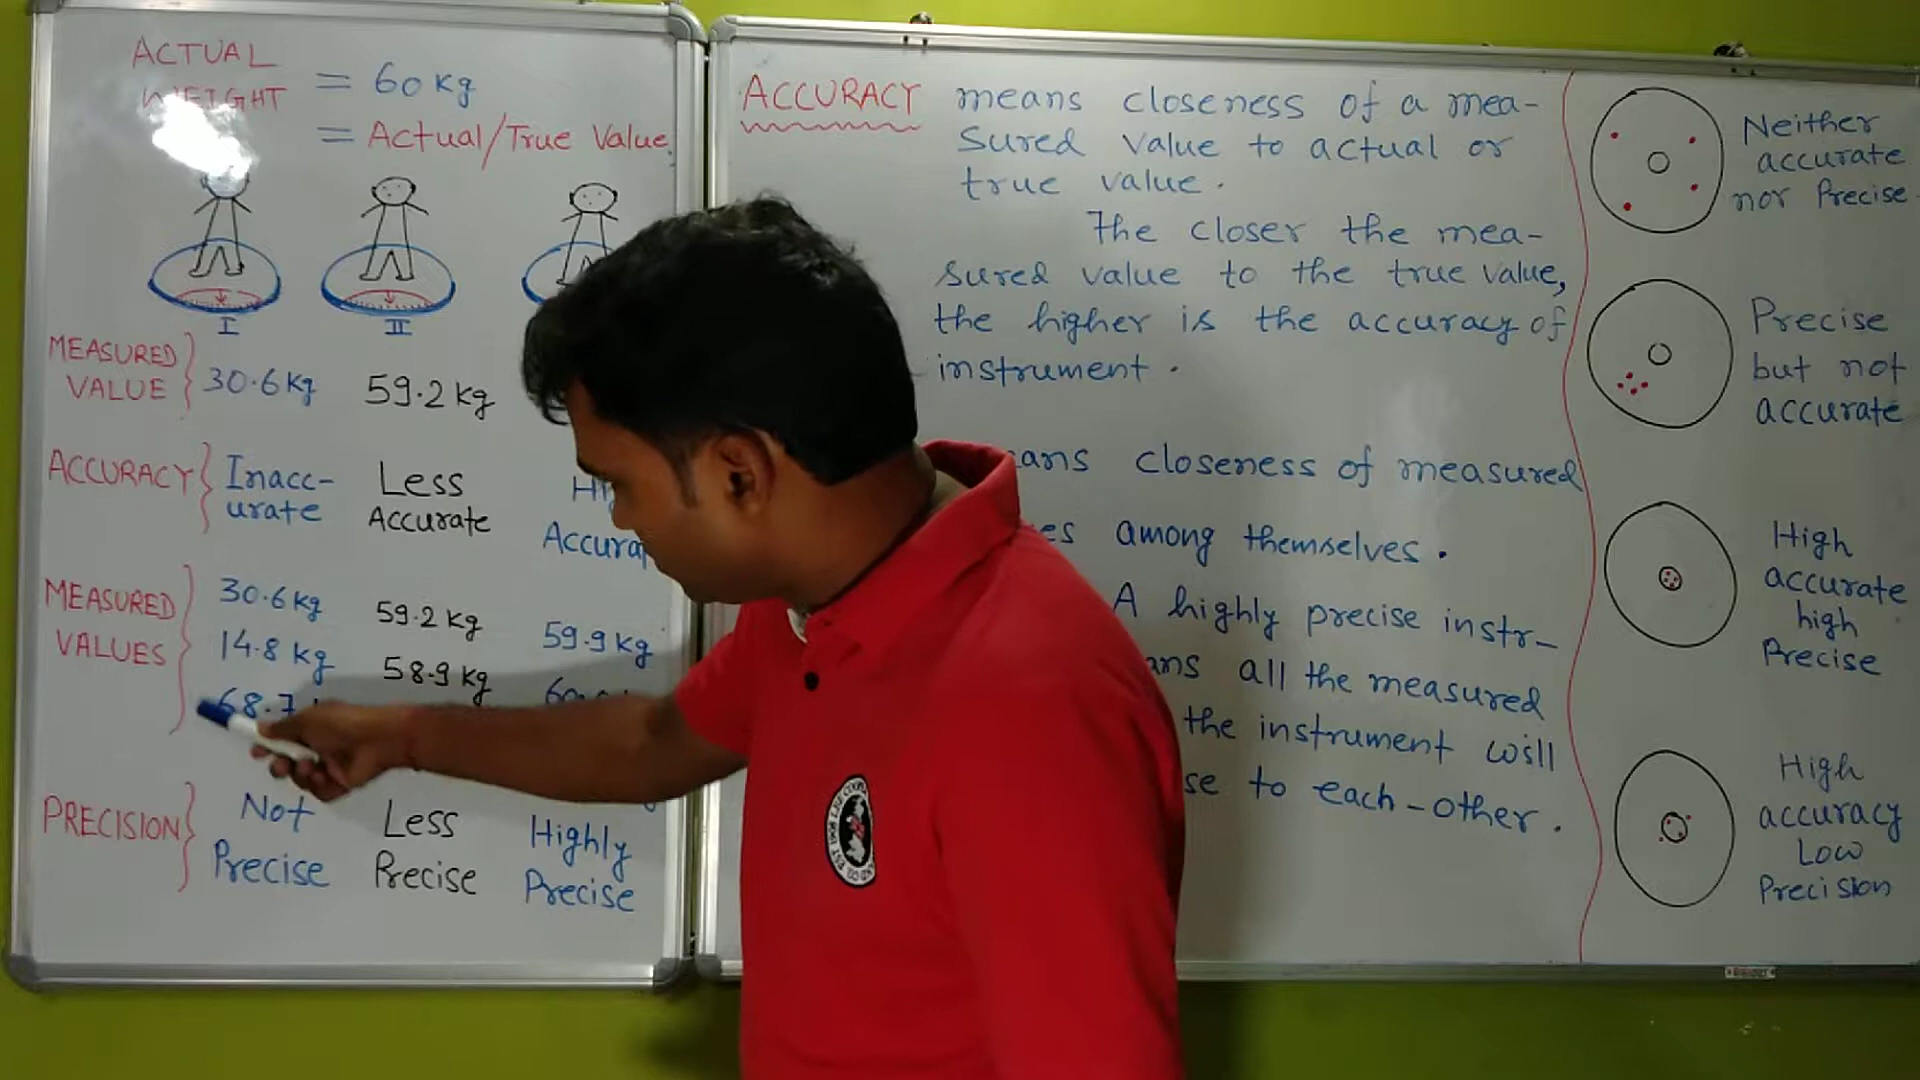 ACTUAL
WEIGHT = 60 kg
= Actual/True Value
I II
MEASURED
VALUE
30.6 kg 59.2 kg
ACCURACY
Inacc-
urate
Less
Accurate
MEASURED
VALUES
30.6 kg 59.2 kg 59.9 kg
14.8 kg 58.9 kg
68.7
PRECISION
Not
Precise
Less
Precise
Highly
Precise
ACCURACY means closeness of a mea-
sured value to actual or
true value.
The closer the mea-
sured value to the true value,
the higher is the accuracy of
instrument.
closeness of measured
among themselves.
A highly precise instr-
all the measured
the instrument will
to each-other.
Neither
accurate
nor Precise
Precise
but not
accurate
High
accurate
high
Precise
High
accuracy
Low
Precision